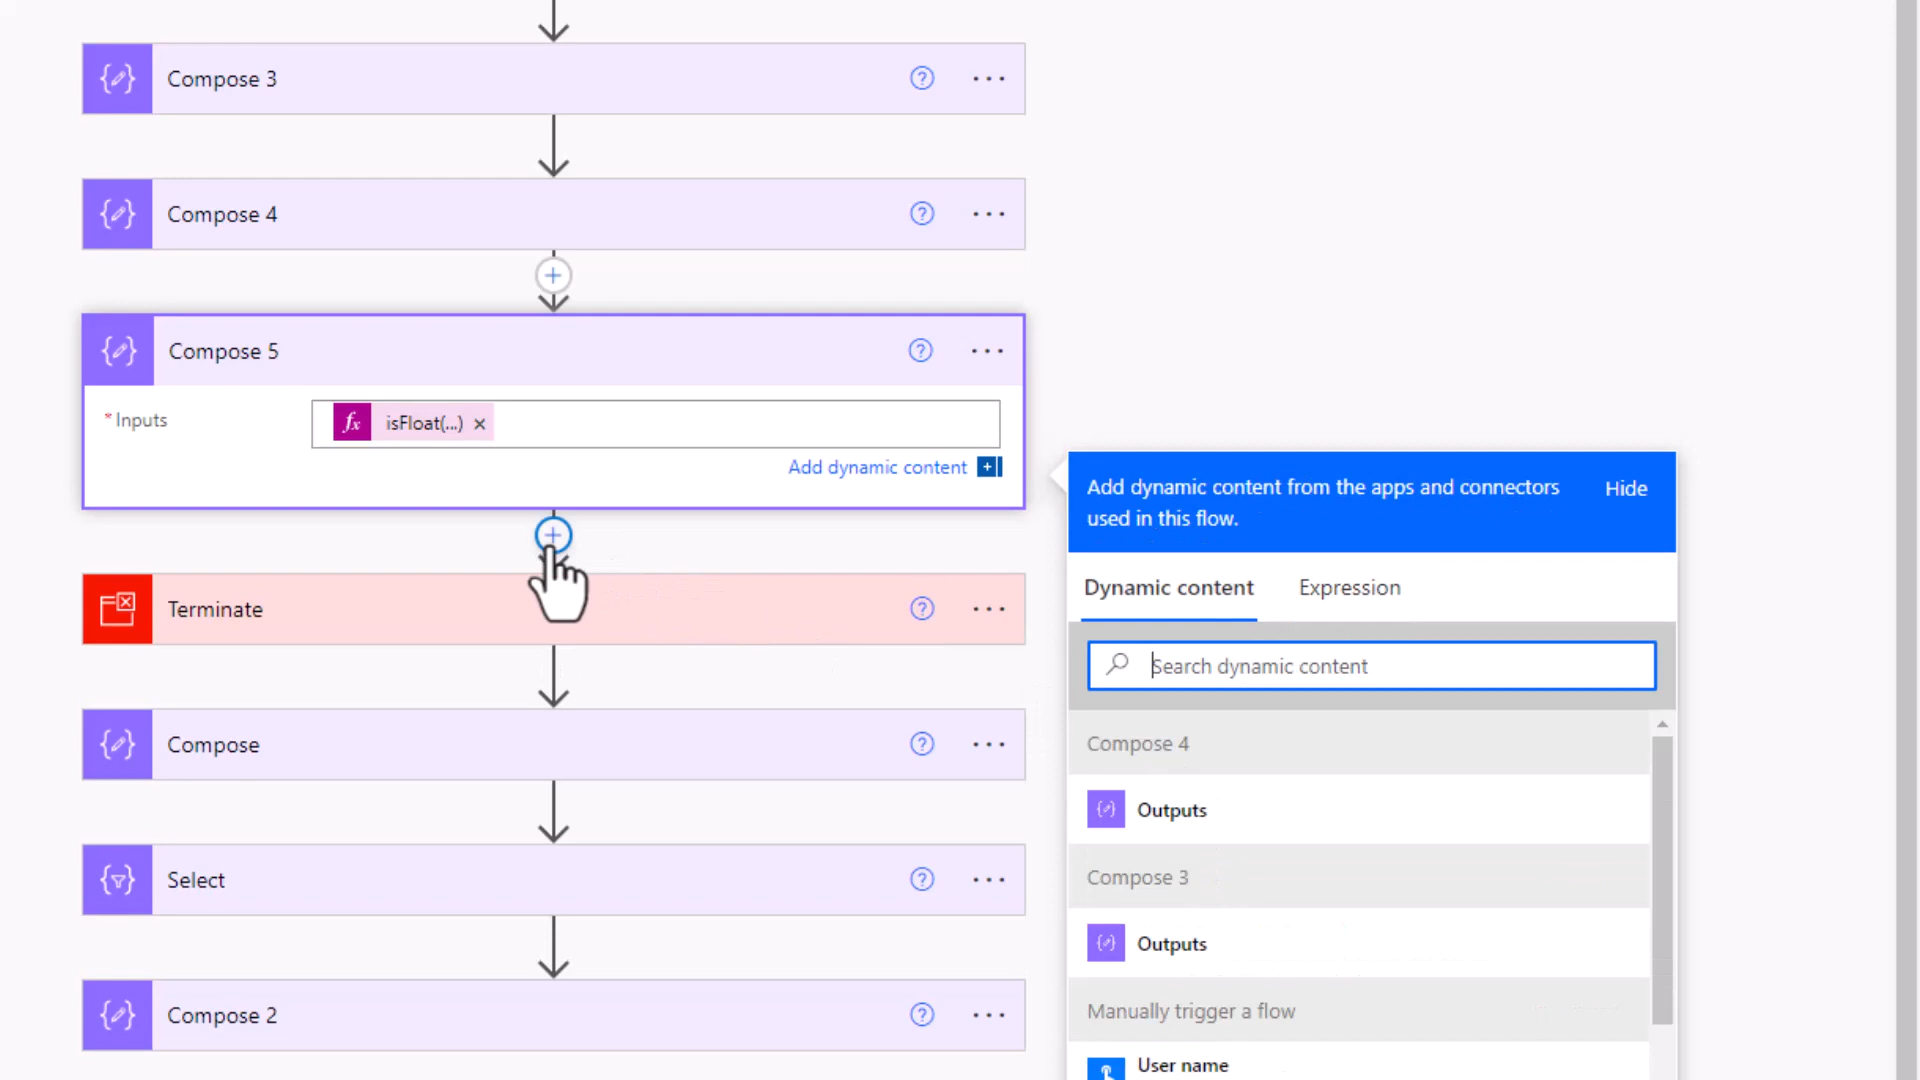 Compose 3
Compose 4
Compose 5
* Inputs
fx isFloat(...) ×
Add dynamic content
Terminate
Compose
Select
Compose 2
Add dynamic content from the apps and connectors
used in this flow.
Hide
Dynamic content
Expression
Search dynamic content
Compose 4
Outputs
Compose 3
Outputs
Manually trigger a flow
User name